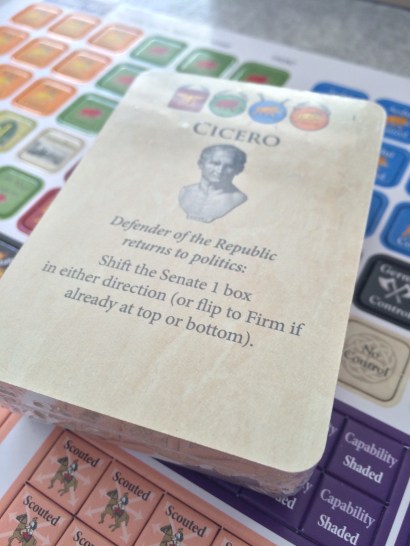 1
CICERO
Defender of the Republic
returns to politics:
Shift the Senate 1 box
in either direction (or flip to Firm if
already at top or bottom).
Control
No
Control
Capability
Shaded
Capability
Shaded
Scouted
Scouted
Scouted
Scouted
Scouted